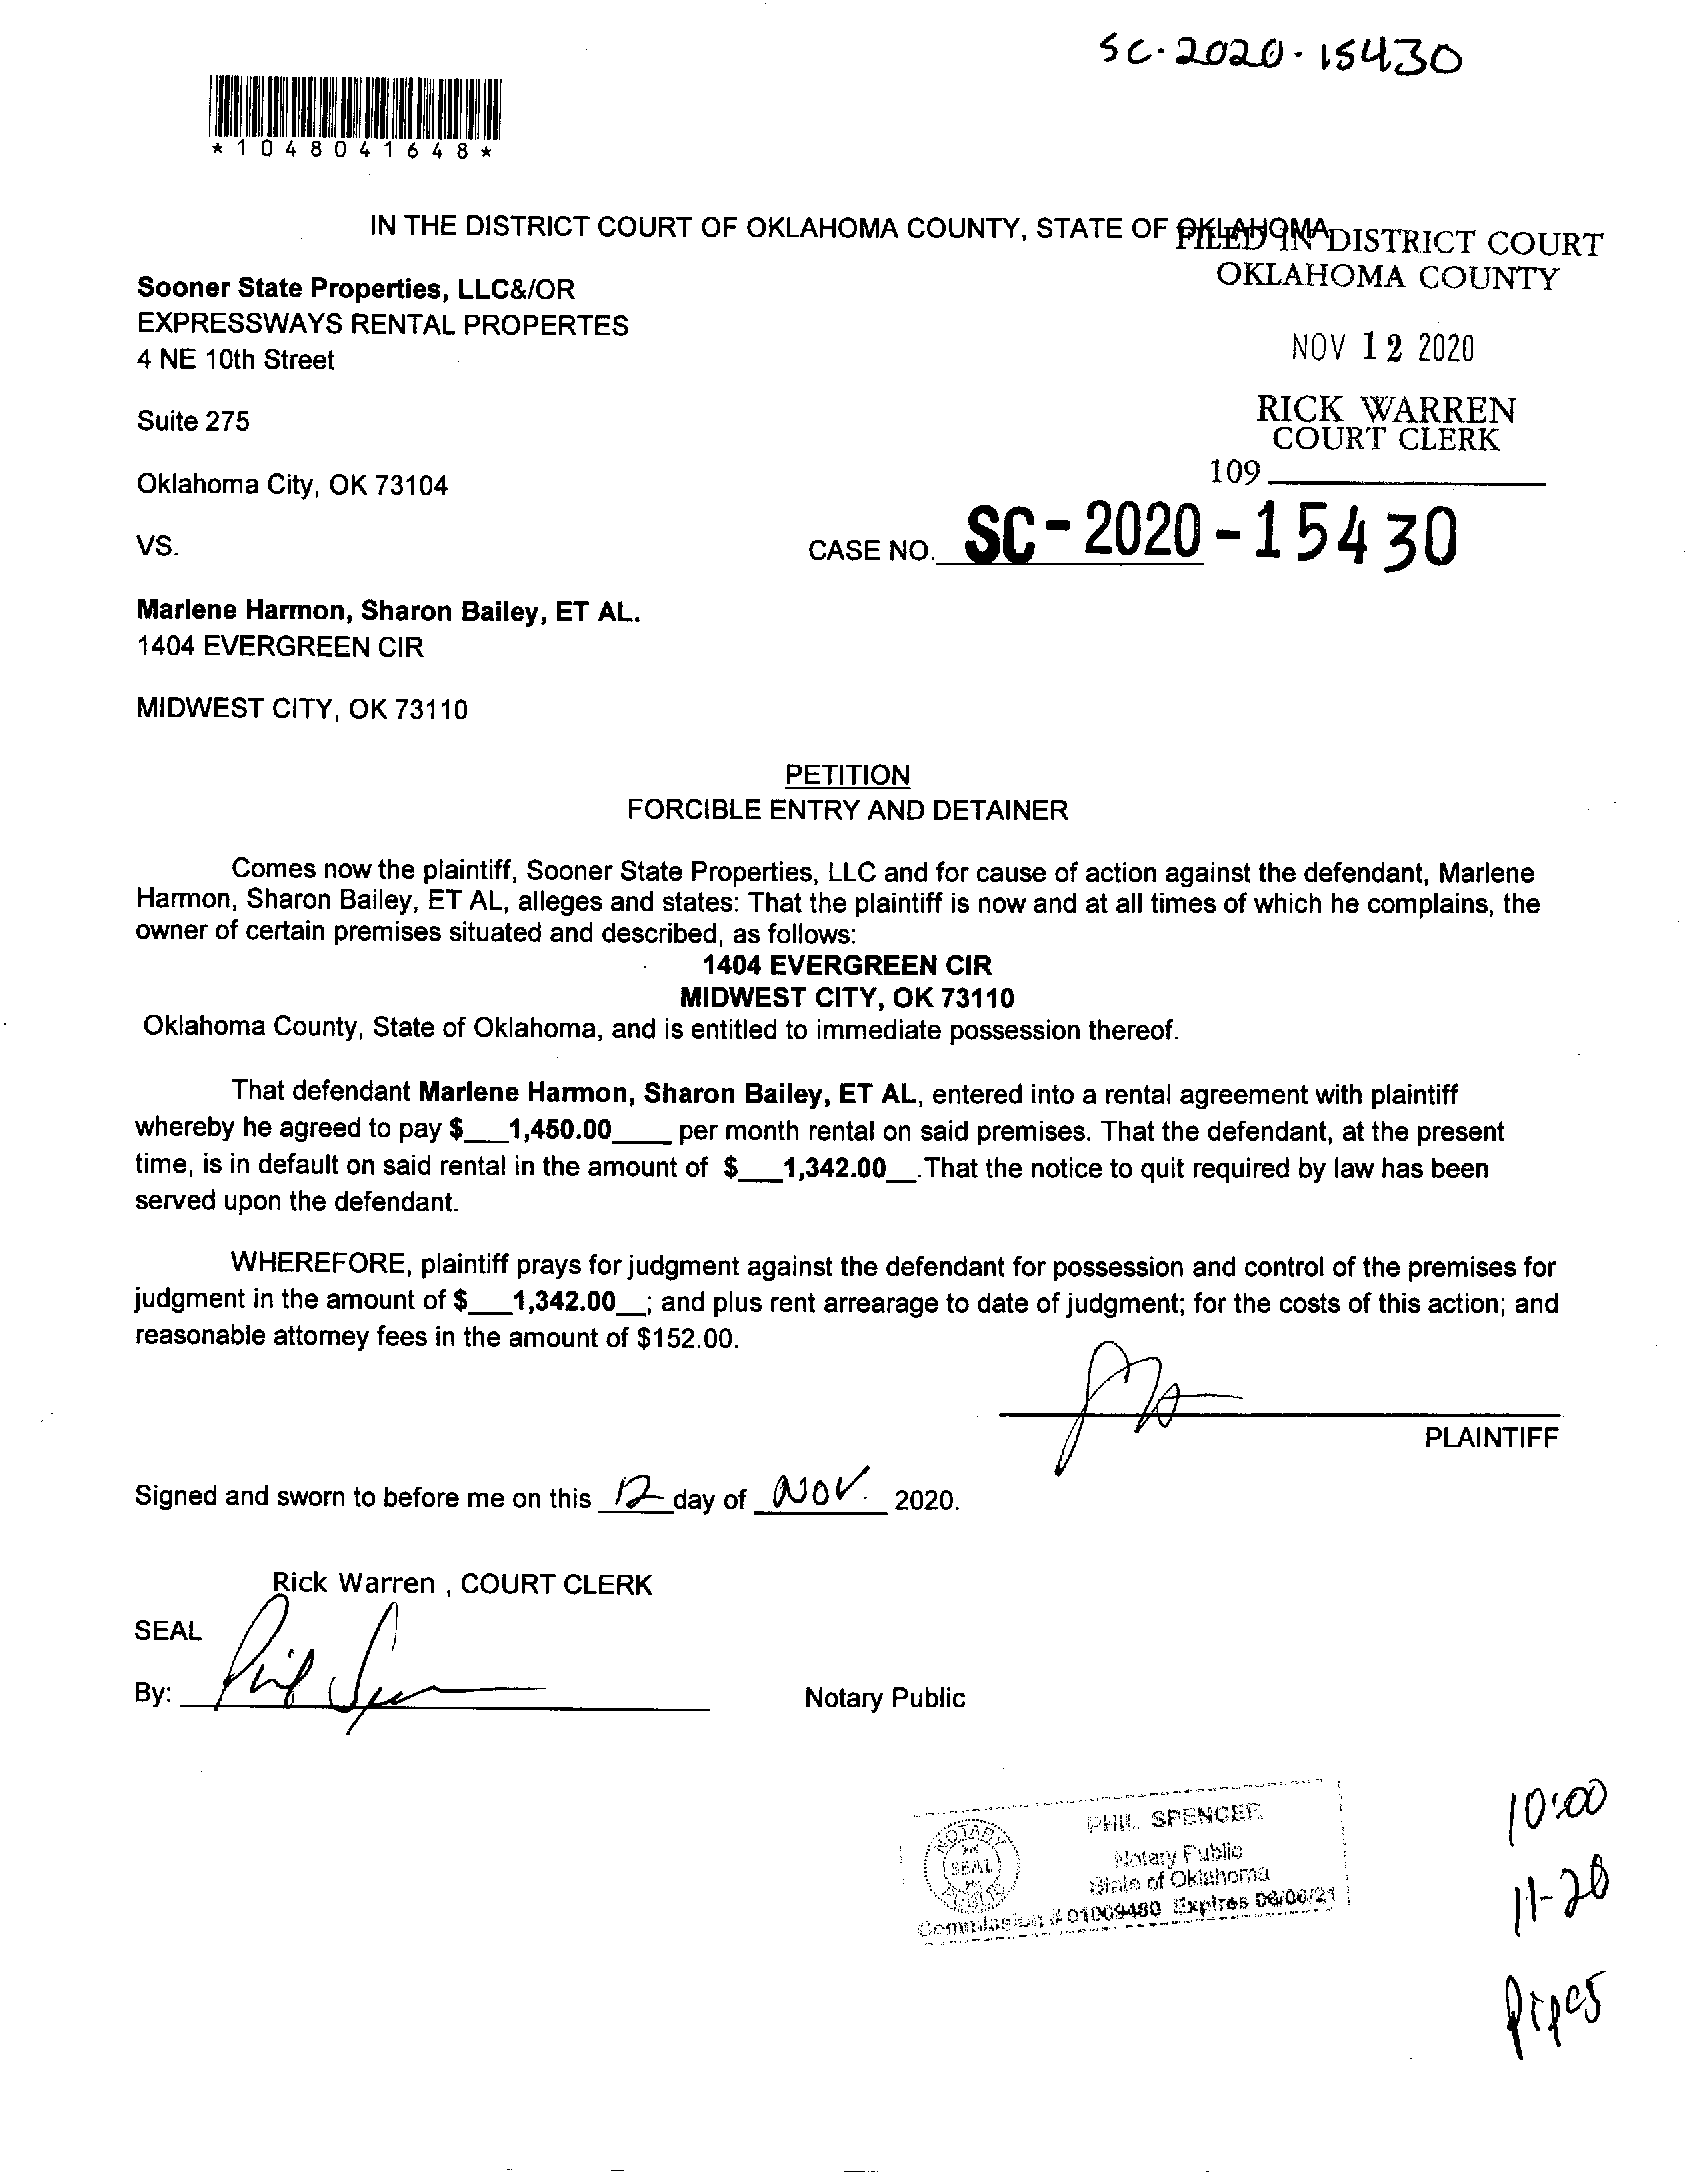 SC-2020-15430
*1048041648*
IN THE DISTRICT COURT OF OKLAHOMA COUNTY, STATE OF OKLAHOMA
FILED IN DISTRICT COURT
OKLAHOMA COUNTY
Sooner State Properties, LLC&/OR
EXPRESSWAYS RENTAL PROPERTES
4 NE 10th Street
NOV 12 2020
Suite 275
RICK WARREN
COURT CLERK
Oklahoma City, OK 73104
109
VS.
CASE NO. SC-2020-15430
Marlene Harmon, Sharon Bailey, ET AL.
1404 EVERGREEN CIR
MIDWEST CITY, OK 73110
PETITION
FORCIBLE ENTRY AND DETAINER
Comes now the plaintiff, Sooner State Properties, LLC and for cause of action against the defendant, Marlene
Harmon, Sharon Bailey, ET AL, alleges and states: That the plaintiff is now and at all times of which he complains, the
owner of certain premises situated and described, as follows:
1404 EVERGREEN CIR
MIDWEST CITY, OK 73110
Oklahoma County, State of Oklahoma, and is entitled to immediate possession thereof.
That defendant Marlene Harmon, Sharon Bailey, ET AL, entered into a rental agreement with plaintiff
whereby he agreed to pay $___1,450.00____ per month rental on said premises. That the defendant, at the present
time, is in default on said rental in the amount of $___1,342.00__.That the notice to quit required by law has been
served upon the defendant.
WHEREFORE, plaintiff prays for judgment against the defendant for possession and control of the premises for
judgment in the amount of $___1,342.00__; and plus rent arrearage to date of judgment; for the costs of this action; and
reasonable attorney fees in the amount of $152.00.
PLAINTIFF
Signed and sworn to before me on this 12 day of NOV. 2020.
Rick Warren , COURT CLERK
SEAL
By:
Notary Public
PHIL SPENCER
Notary Public
State of Oklahoma
Commission # 01009480 Expires 06/06/21
NOTARY
SEAL
PUBLIC
10:00
11-20
Pipes